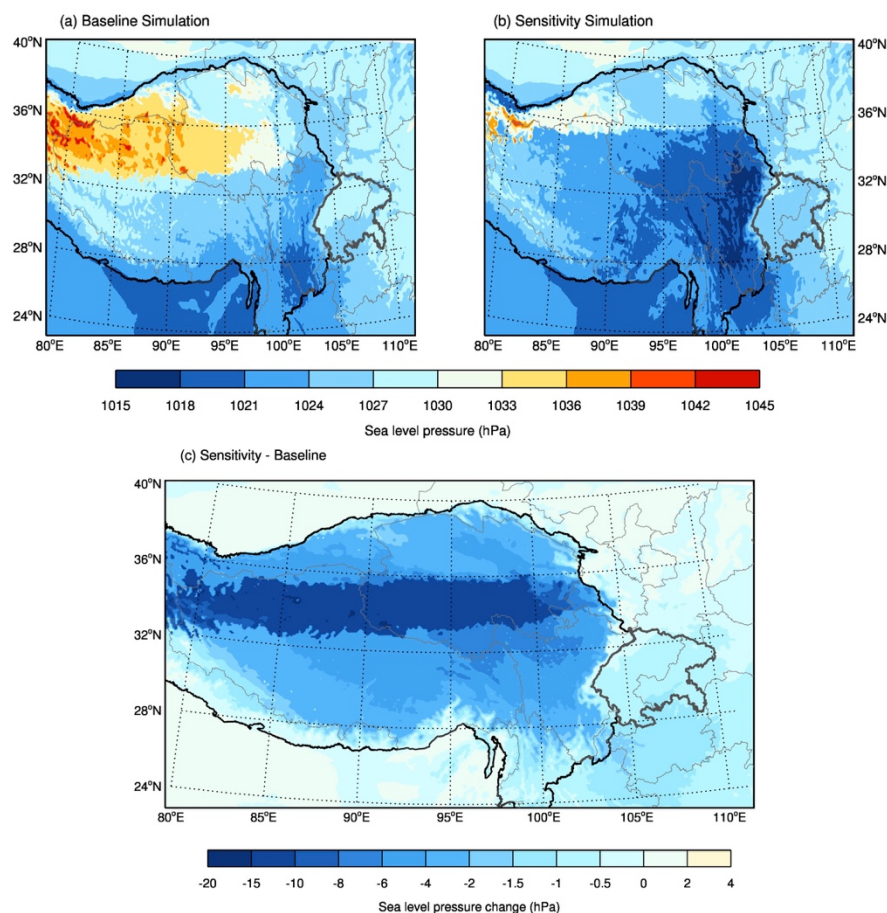 (a) Baseline Simulation
(b) Sensitivity Simulation
40°N
36°N
32°N
28°N
24°N
80°E 85°E 90°E 95°E 100°E 105°E 110°E
40°N
36°N
32°N
28°N
24°N
80°E 85°E 90°E 95°E 100°E 105°E 110°E
1015 1018 1021 1024 1027 1030 1033 1036 1039 1042 1045
Sea level pressure (hPa)
(c) Sensitivity - Baseline
40°N
36°N
32°N
28°N
24°N
80°E 85°E 90°E 95°E 100°E 105°E 110°E
-20 -15 -10 -8 -6 -4 -2 -1.5 -1 -0.5 0 2 4
Sea level pressure change (hPa)